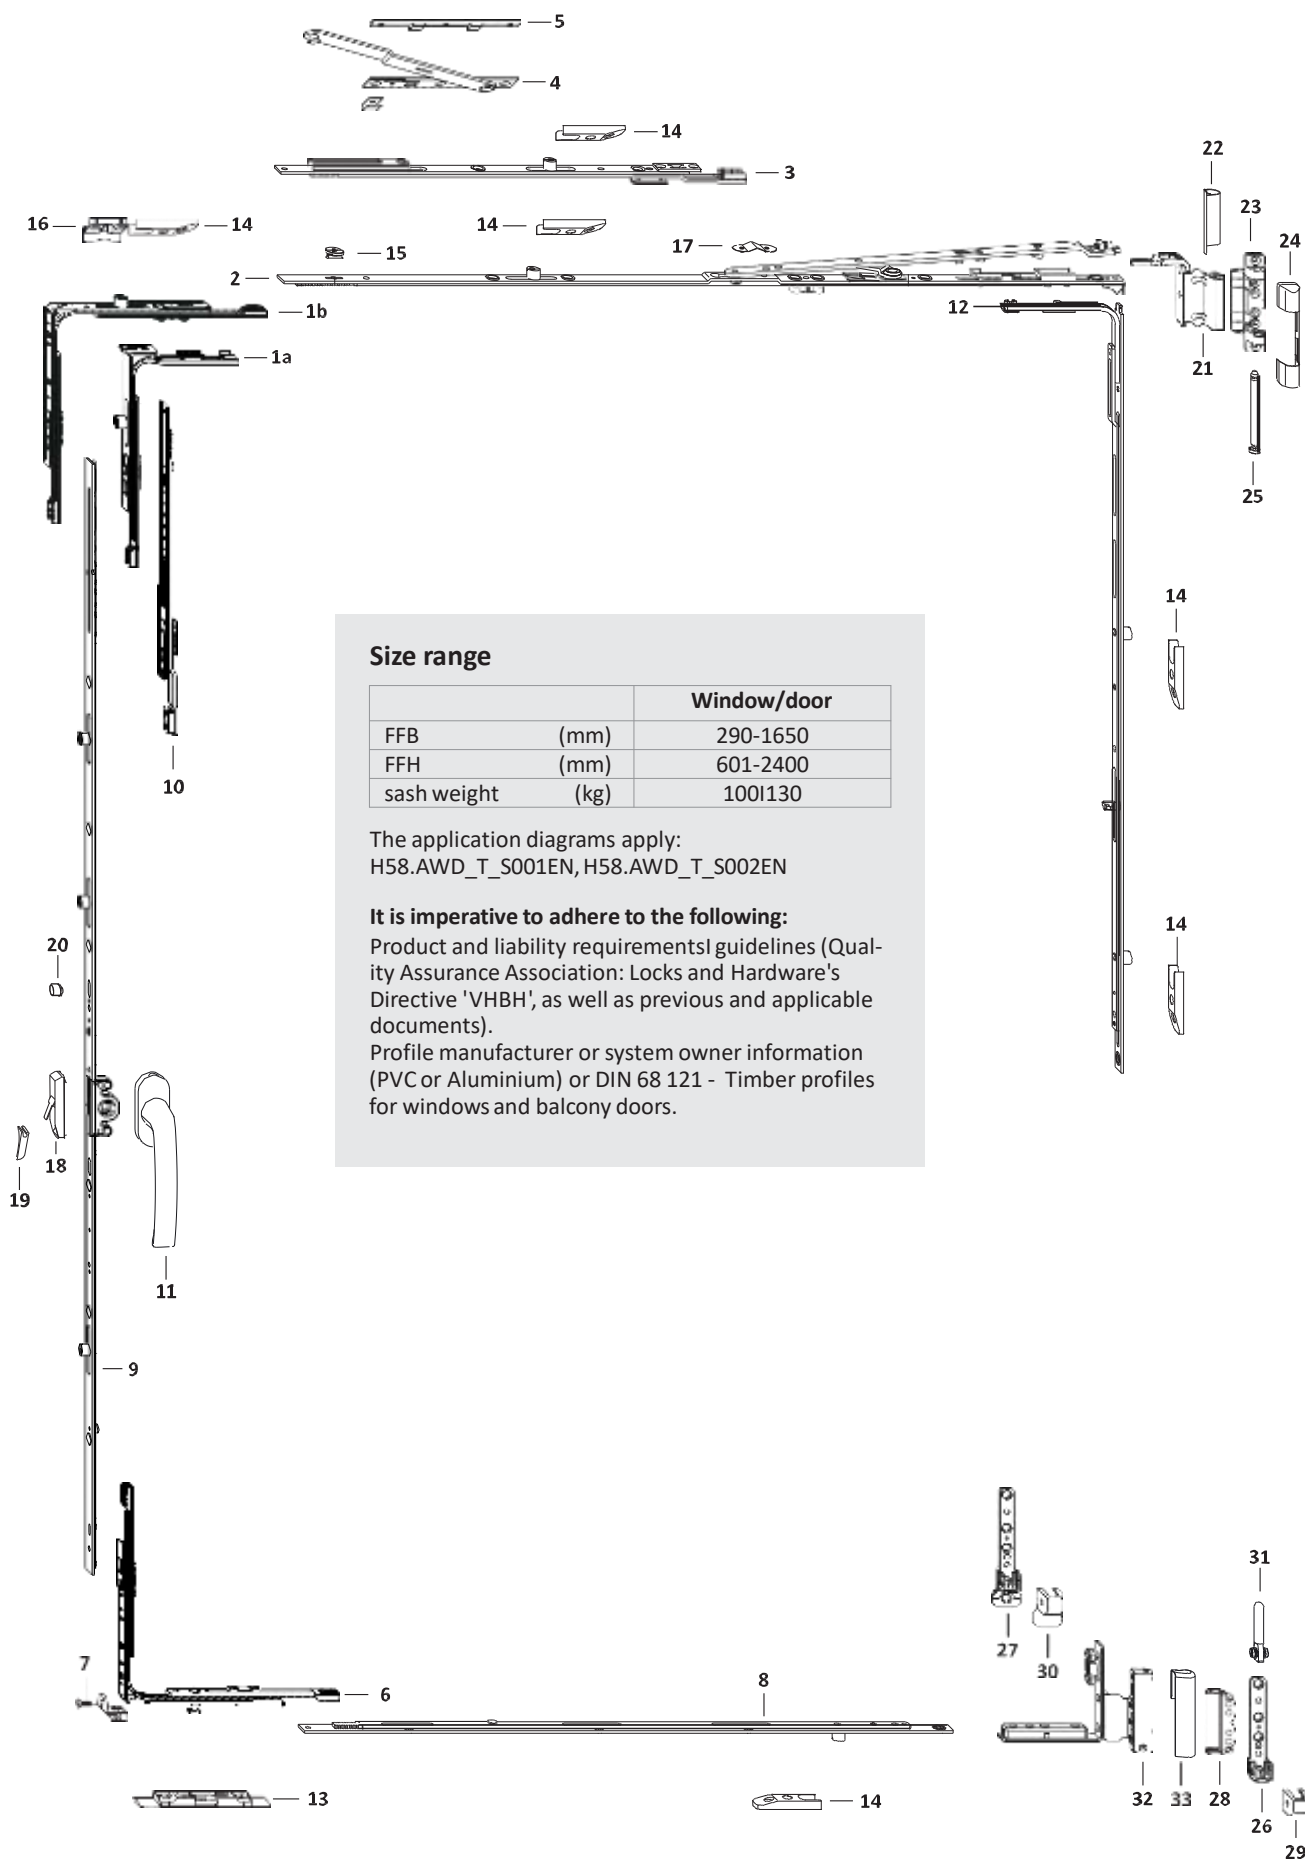 5
4
14
3
22
16
14
14
23
17
24
15
2
1b
12
1a
21
25
14
Size range
Window/door
FFB (mm) 290-1650
FFH (mm) 601-2400
sash weight (kg) 100I130
10
The application diagrams apply:
H58.AWD_T_S001EN, H58.AWD_T_S002EN
It is imperative to adhere to the following:
Product and liability requirementsI guidelines (Qual-
ity Assurance Association: Locks and Hardware's
Directive 'VHBH', as well as previous and applicable
documents).
Profile manufacturer or system owner information
(PVC or Aluminium) or DIN 68 121 - Timber profiles
for windows and balcony doors.
14
20
18
19
11
9
31
27
30
7
6
8
13
14
32
33
28
26
29